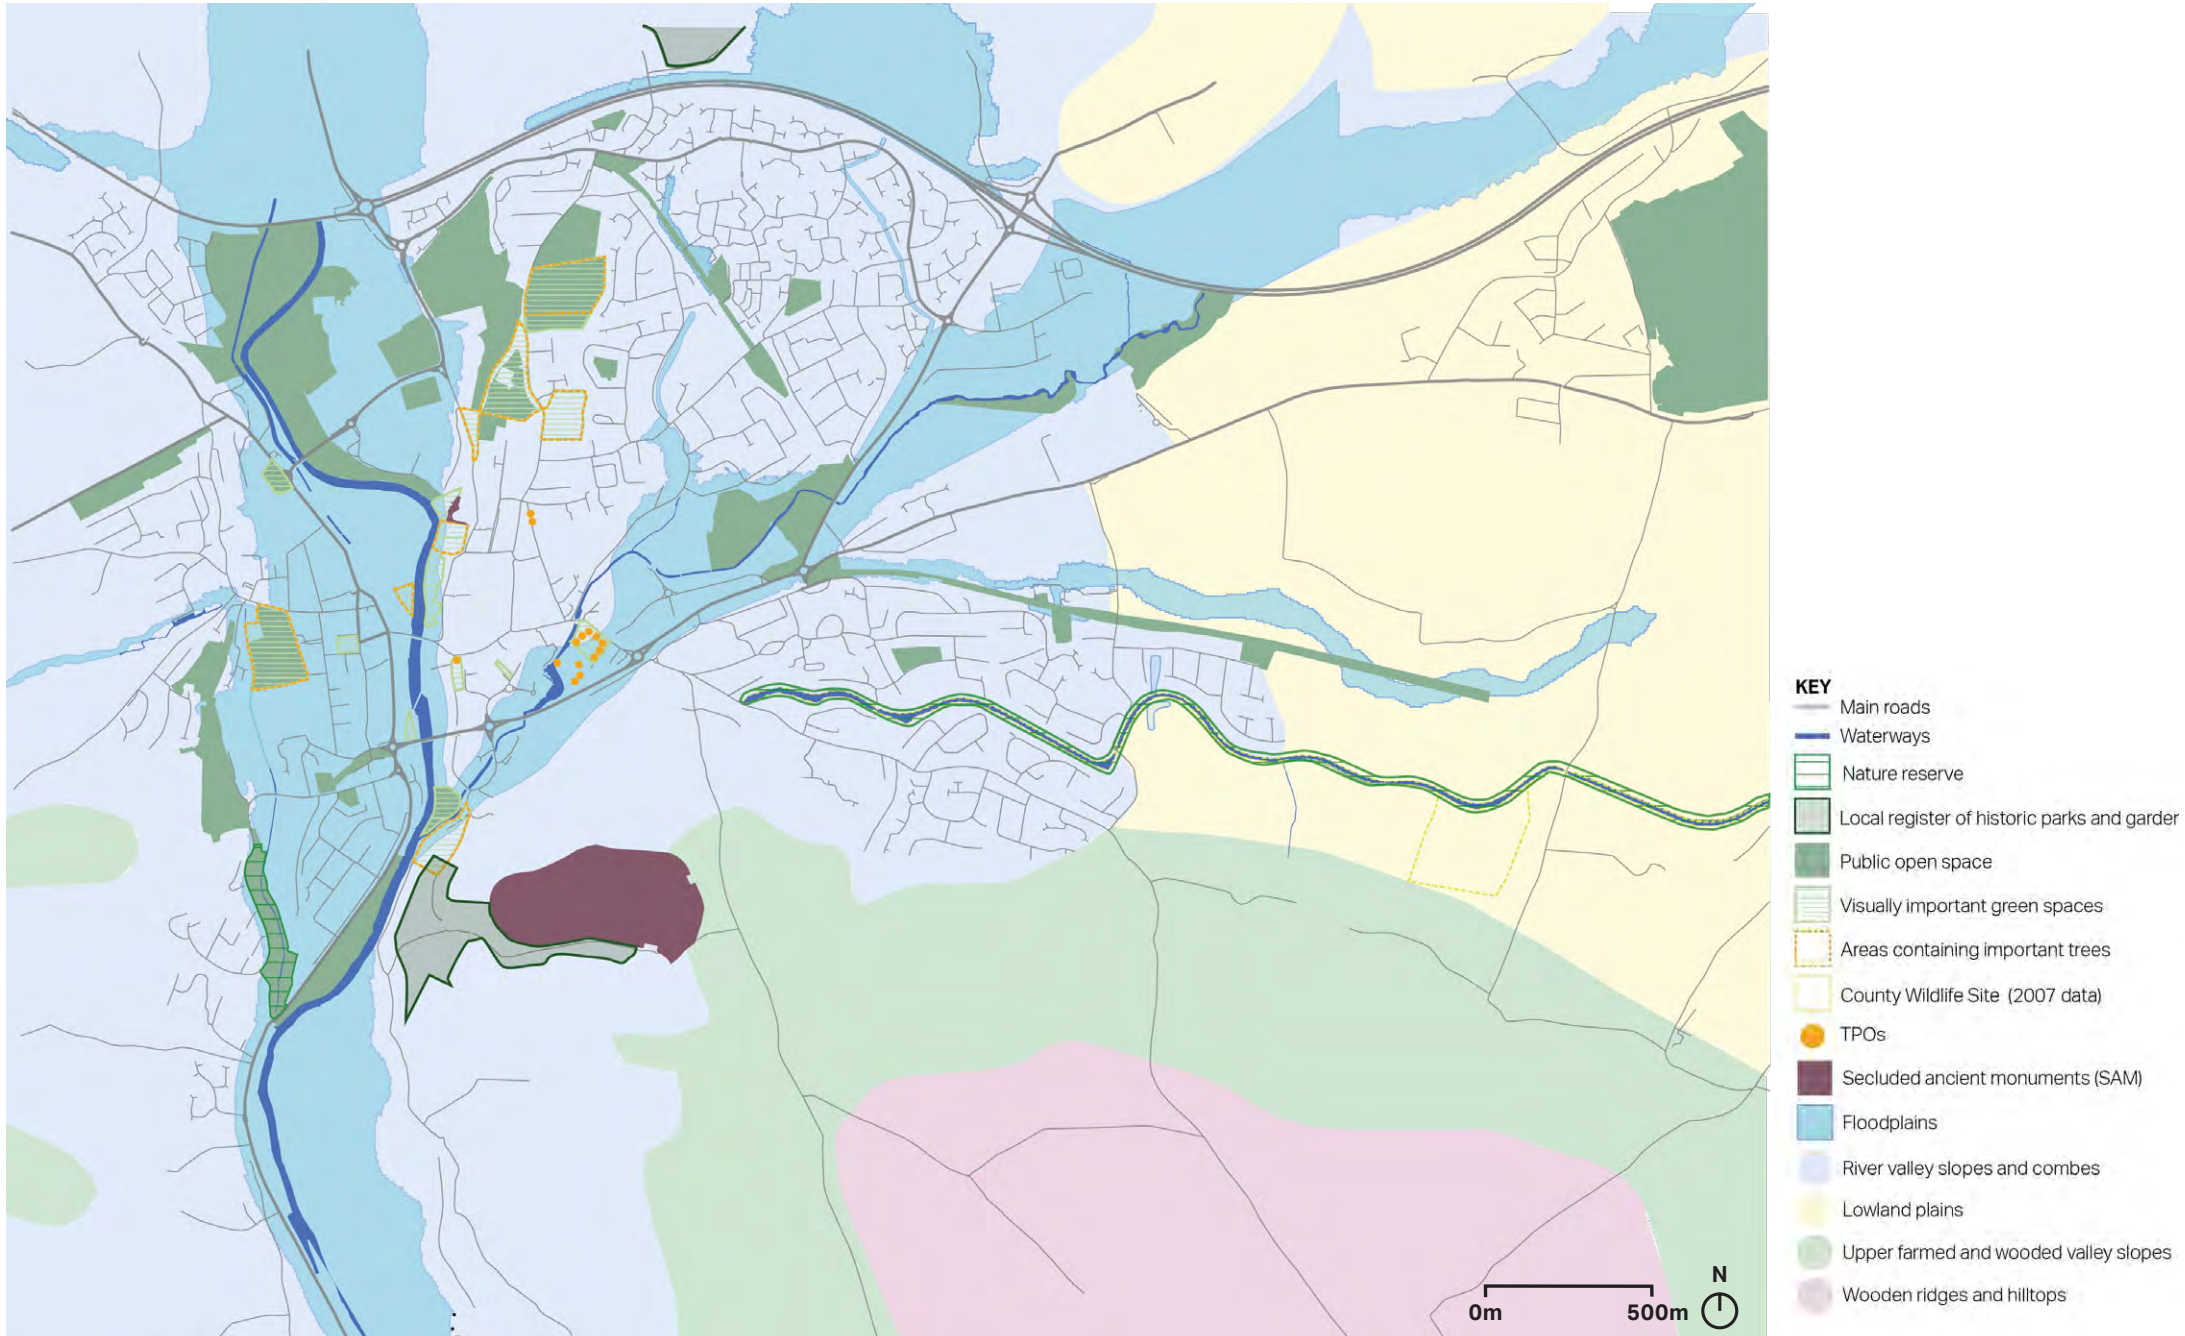 KEY
Main roads
Waterways
Nature reserve
Local register of historic parks and garder
Public open space
Visually important green spaces
Areas containing important trees
County Wildlife Site (2007 data)
TPOs
Secluded ancient monuments (SAM)
Floodplains
River valley slopes and combes
Lowland plains
Upper farmed and wooded valley slopes
Wooden ridges and hilltops
N
0m 500m